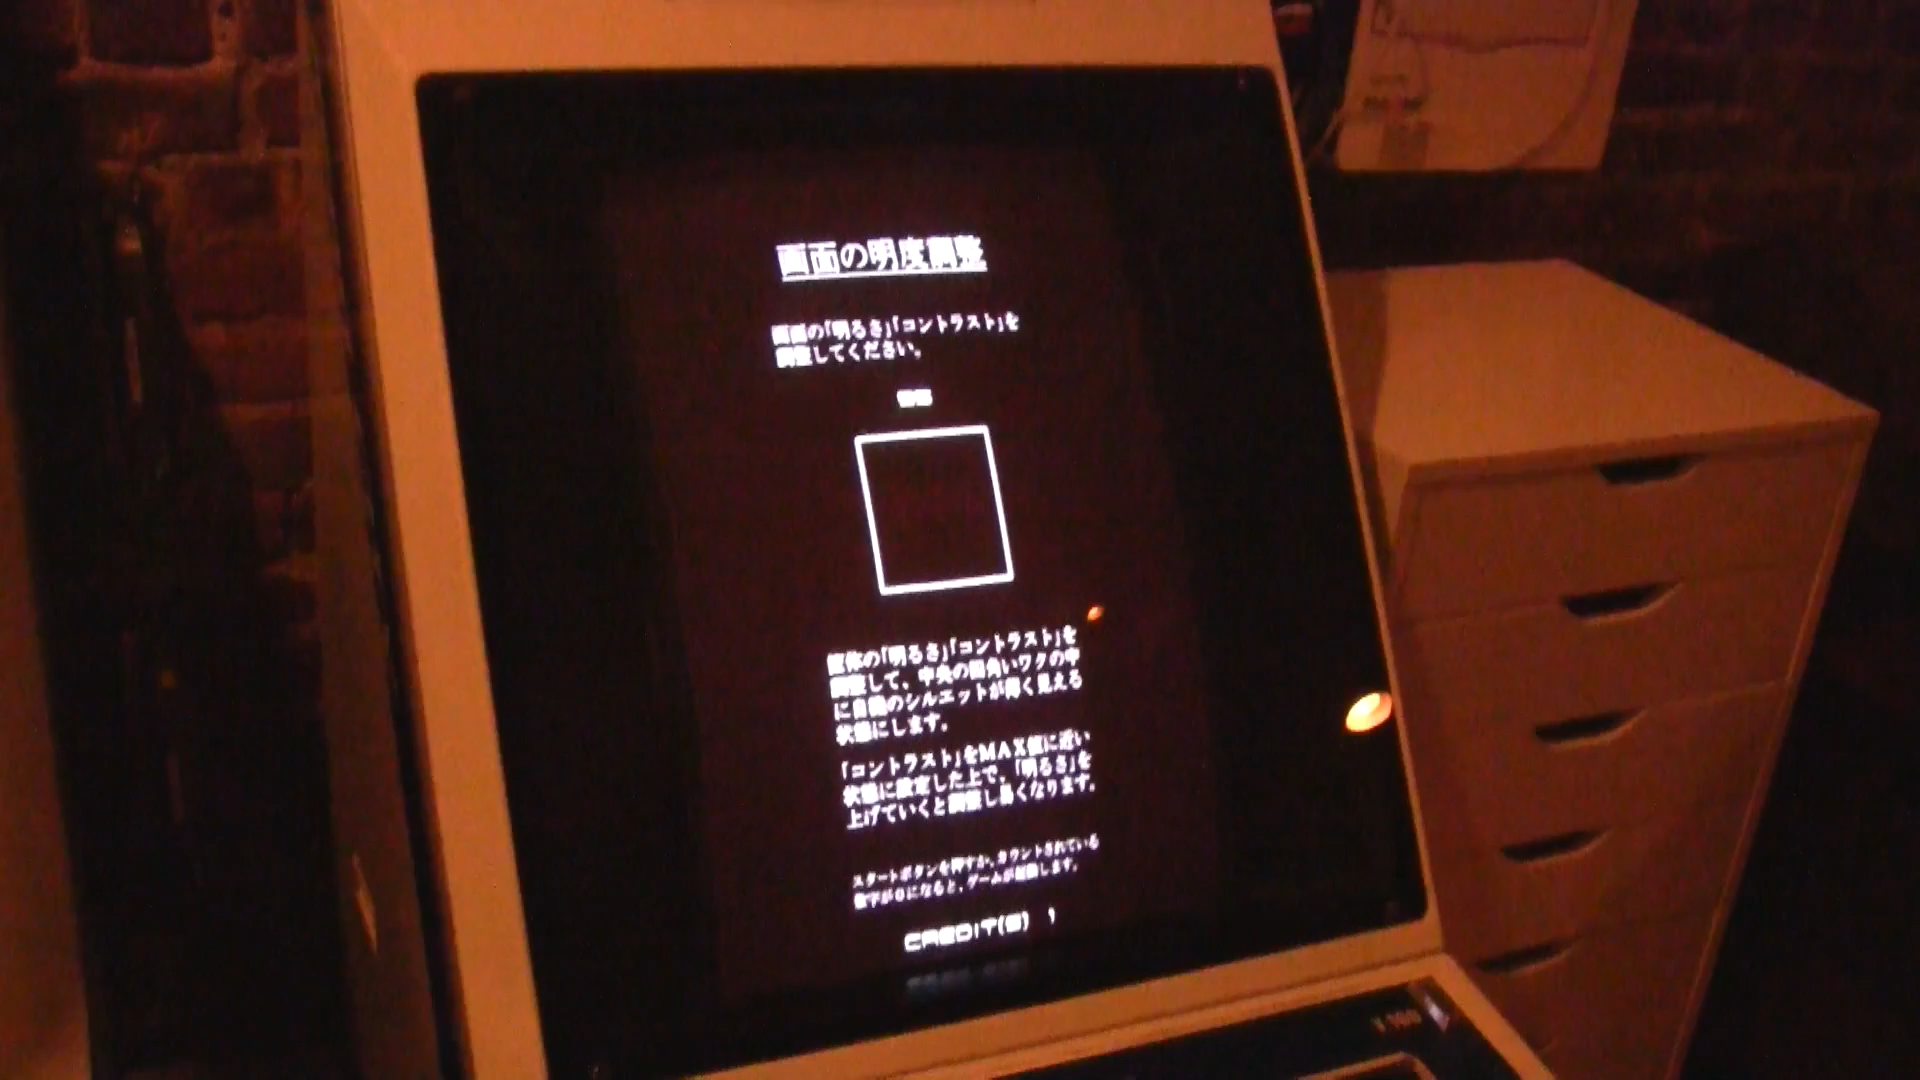 画面の明度調整
画面の「明るさ」「コントラスト」を
調整してください。
筐体の「明るさ」「コントラスト」を
調整して、中央の四角いワクの中
に自機のシルエットが薄く見える
状態にします。
「コントラスト」をMAX値に近い
状態に設定した上で、「明るさ」を
上げていくと調整し易くなります。
スタートボタンを押すか、カウントされている
数字が0になると、ゲームが起動します。
CREDIT(S) 1
¥100